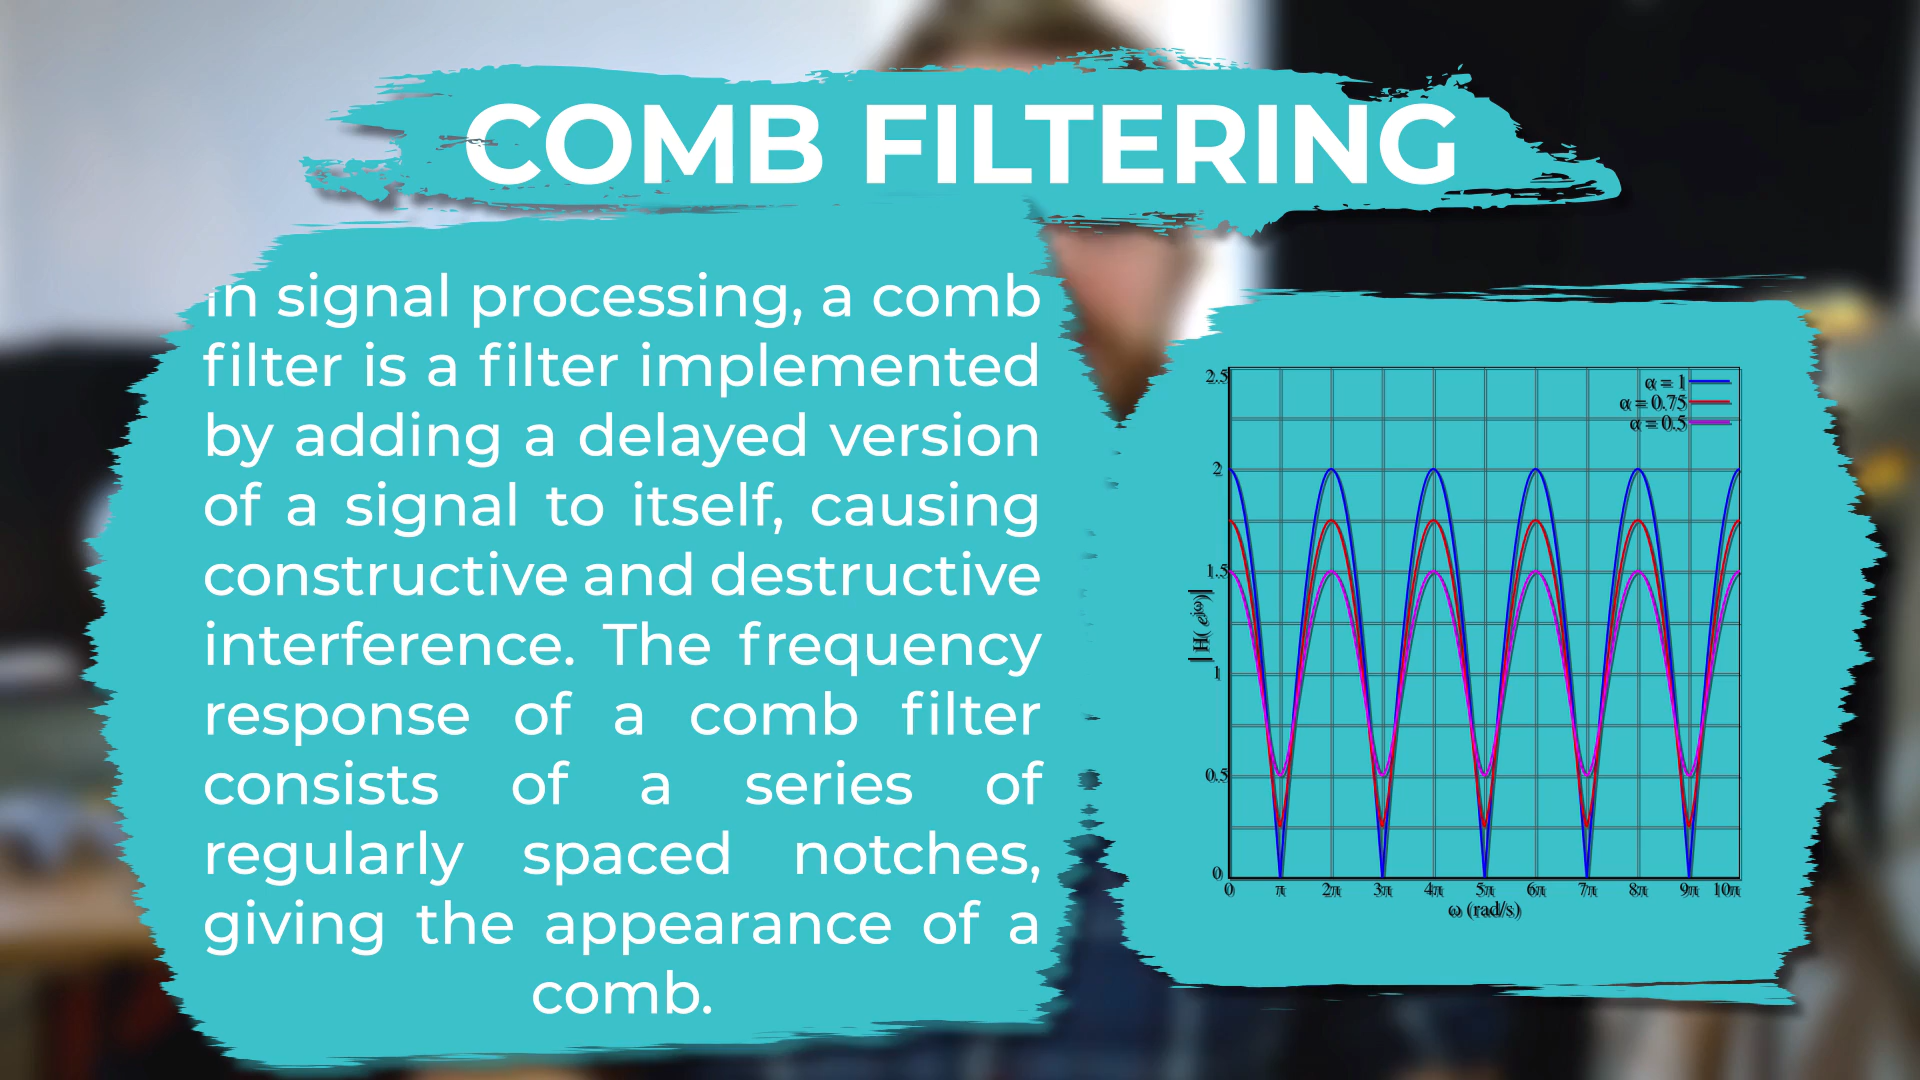 COMB FILTERING
in signal processing, a comb
filter is a filter implemented
by adding a delayed version
of a signal to itself, causing
constructive and destructive
interference. The frequency
response of a comb filter
consists of a series of
regularly spaced notches,
giving the appearance of a
comb.
2.5
α = 1
α = 0.75
α = 0.5
2
1.5
| H( e^jω)|
1
0.5
0
0 π 2π 3π 4π 5π 6π 7π 8π 9π 10π
ω (rad/s)